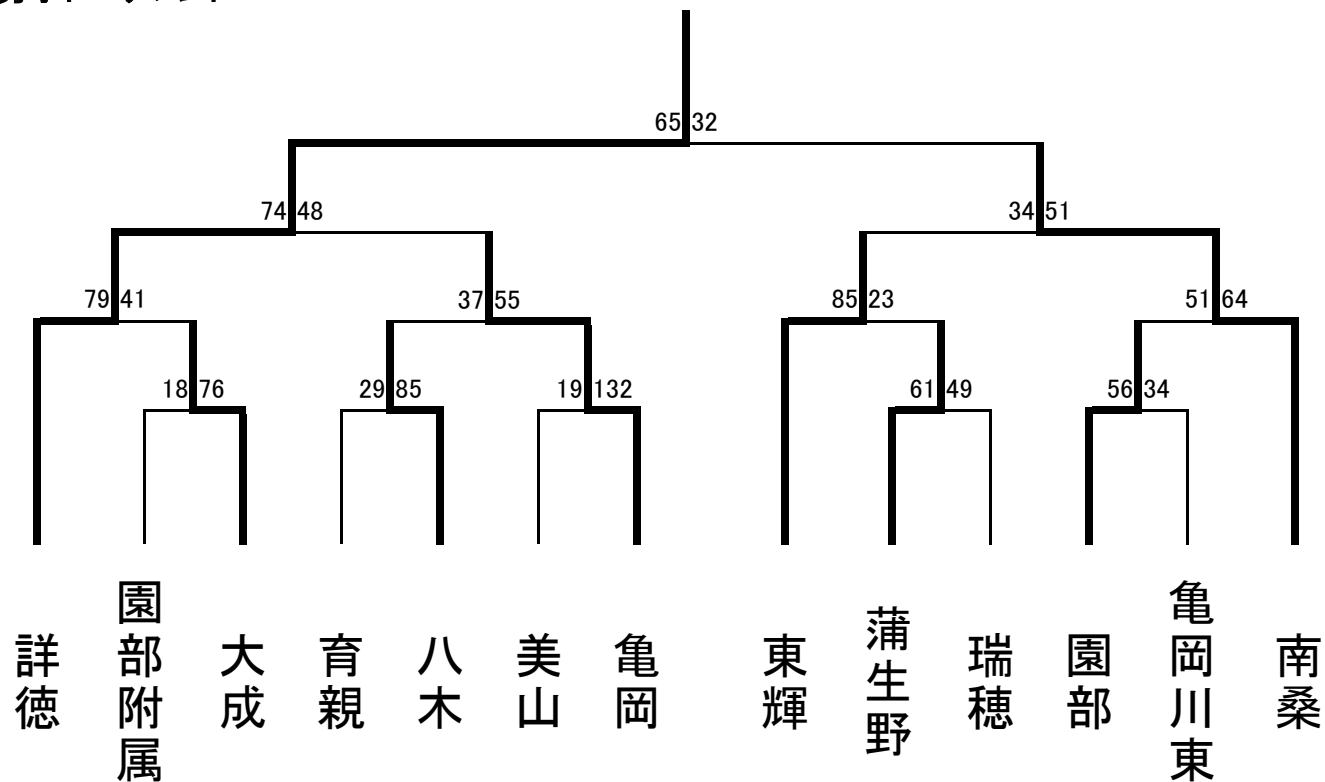 65 32
74 48
34 51
79 41
37 55
85 23
51 64
18 76
29 85
19 132
61 49
56 34
詳徳
園部附属
大成
育親
八木
美山
亀岡
東輝
蒲生野
瑞穂
園部
亀岡川東
南桑